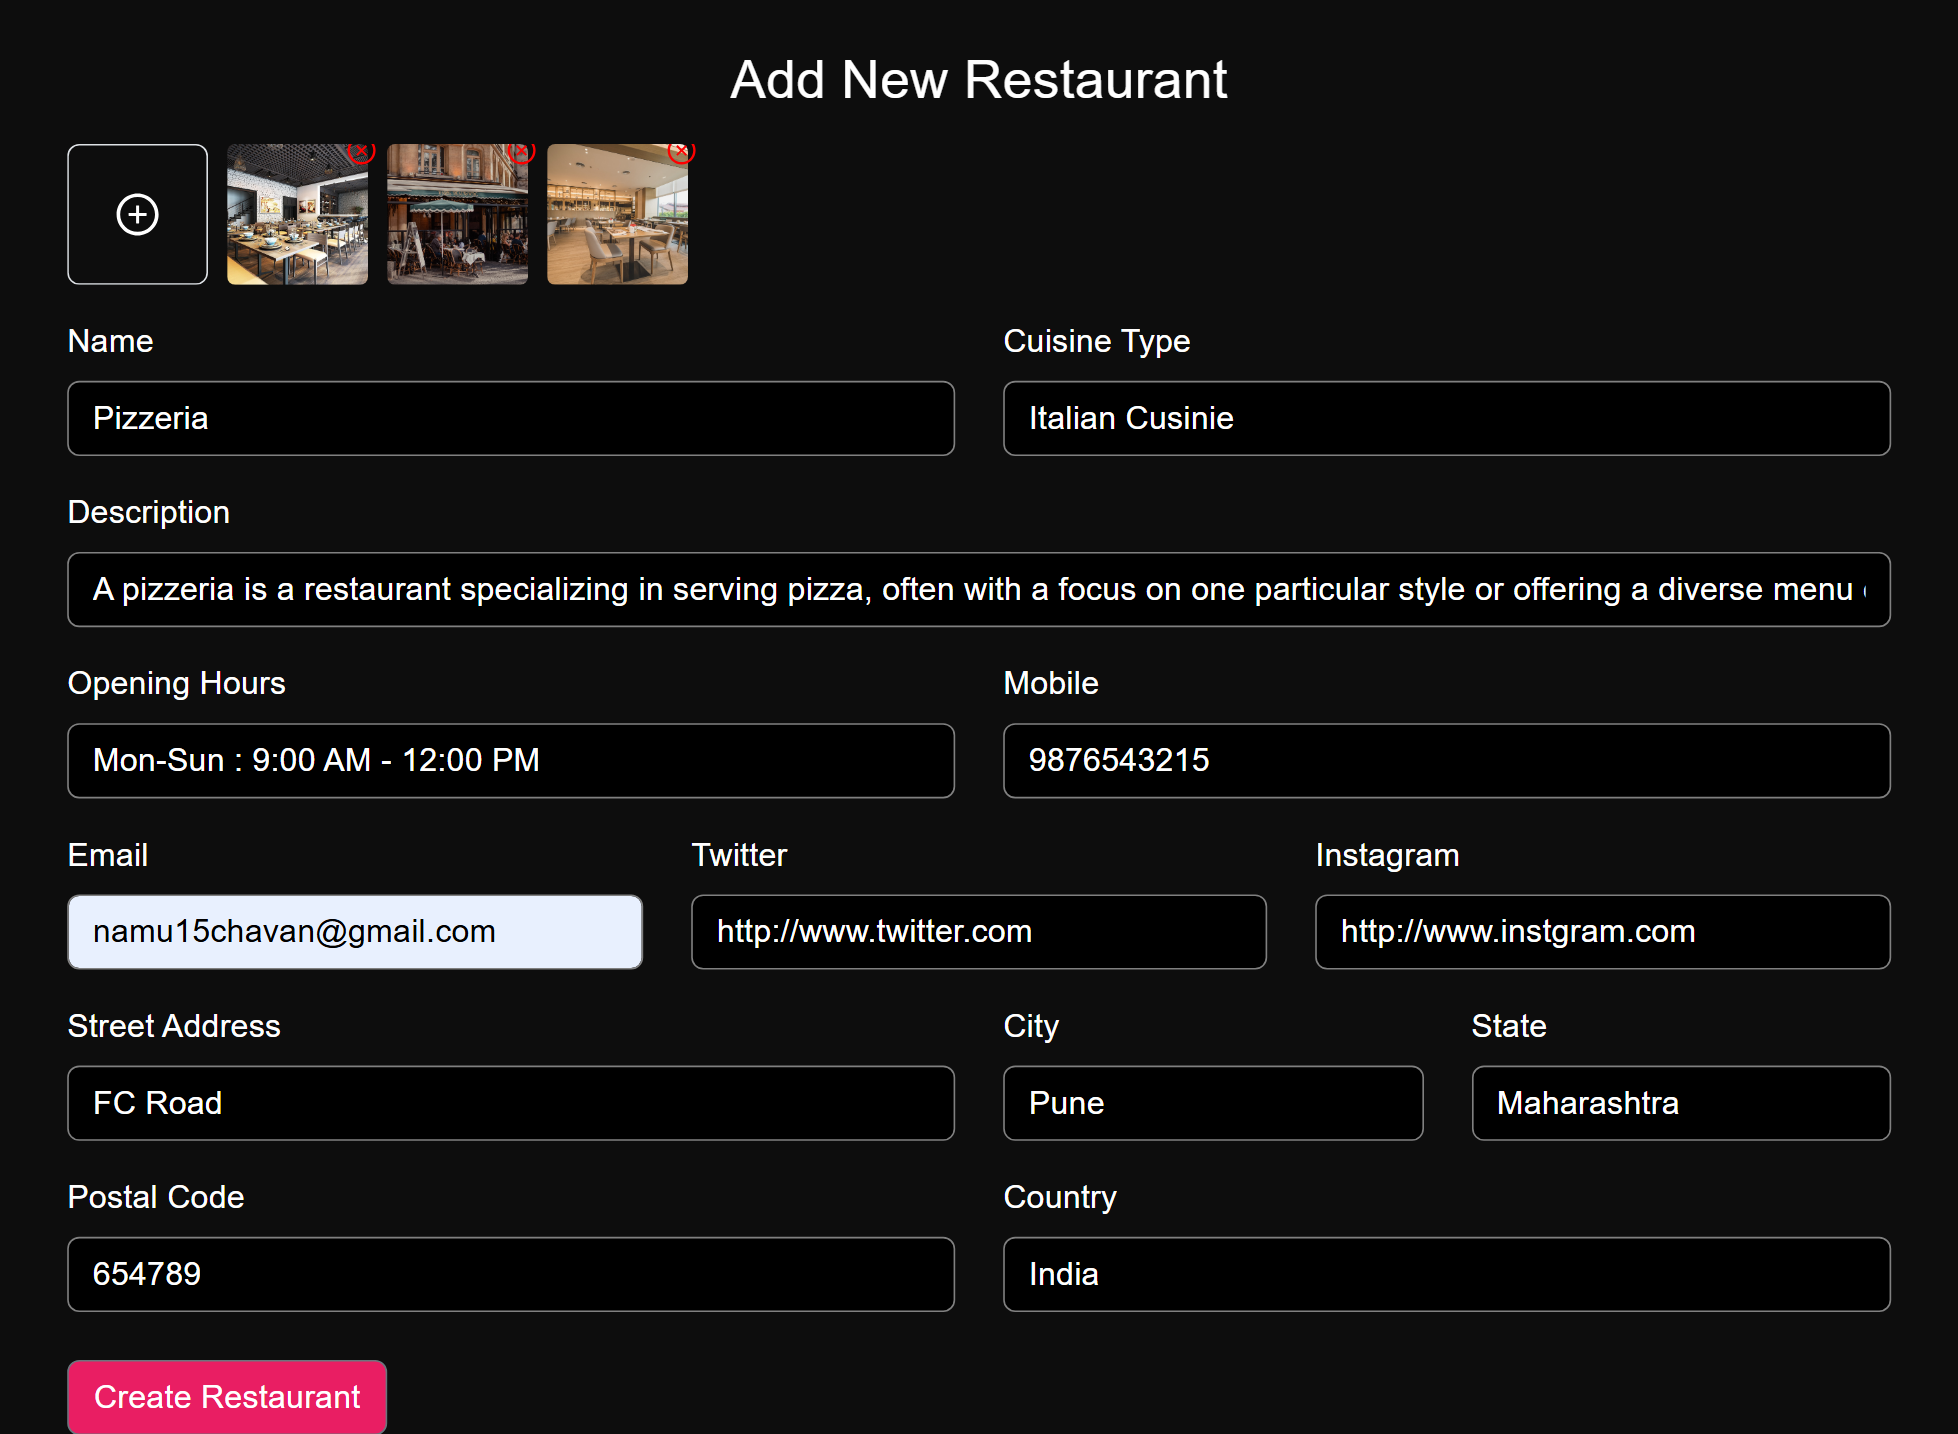 Add New Restaurant
Name
Cuisine Type
Pizzeria
Italian Cusinie
Description
A pizzeria is a restaurant specializing in serving pizza, often with a focus on one particular style or offering a diverse menu
Opening Hours
Mobile
Mon-Sun : 9:00 AM - 12:00 PM
9876543215
Email
Twitter
Instagram
namu15chavan@gmail.com
http://www.twitter.com
http://www.instgram.com
Street Address
City
State
FC Road
Pune
Maharashtra
Postal Code
Country
654789
India
Create Restaurant